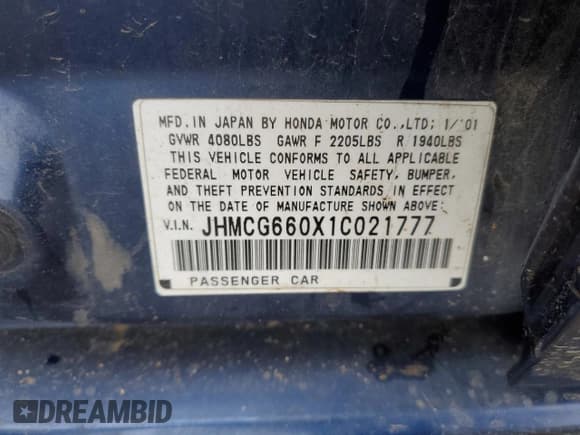 MFD. IN JAPAN BY HONDA MOTOR CO.,LTD; 1/'01
GVWR 4080LBS GAWR F 2205LBS R 1940LBS
THIS VEHICLE CONFORMS TO ALL APPLICABLE
FEDERAL MOTOR VEHICLE SAFETY, BUMPER,
AND THEFT PREVENTION STANDARDS IN EFFECT
ON THE DATE OF MANUFACTURE SHOWN ABOVE;
V.I.N. JHMCG660X1C021777
PASSENGER CAR
DREAMBID